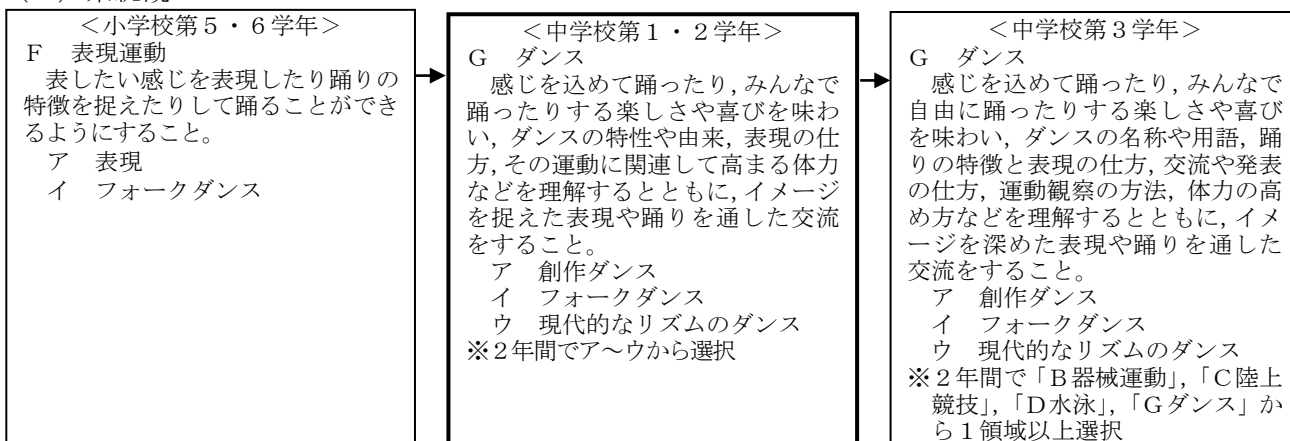 <小学校第5・6学年>
F 表現運動
表したい感じを表現したり踊りの
特徴を捉えたりして踊ることができ
るようにすること。
ア 表現
イ フォークダンス
<中学校第1・2学年>
G ダンス
感じを込めて踊ったり,みんなで
踊ったりする楽しさや喜びを味わ
い,ダンスの特性や由来,表現の仕
方,その運動に関連して高まる体力
などを理解するとともに,イメージ
を捉えた表現や踊りを通した交流
をすること。
ア 創作ダンス
イ フォークダンス
ウ 現代的なリズムのダンス
※2年間でア~ウから選択
<中学校第3学年>
G ダンス
感じを込めて踊ったり,みんなで
自由に踊ったりする楽しさや喜び
を味わい,ダンスの名称や用語,踊
りの特徴と表現の仕方,交流や発表
の仕方,運動観察の方法,体力の高
め方などを理解するとともに,イメ
ージを深めた表現や踊りを通した
交流をすること。
ア 創作ダンス
イ フォークダンス
ウ 現代的なリズムのダンス
※2年間で「B器械運動」,「C陸上
競技」,「D水泳」,「Gダンス」か
ら1領域以上選択